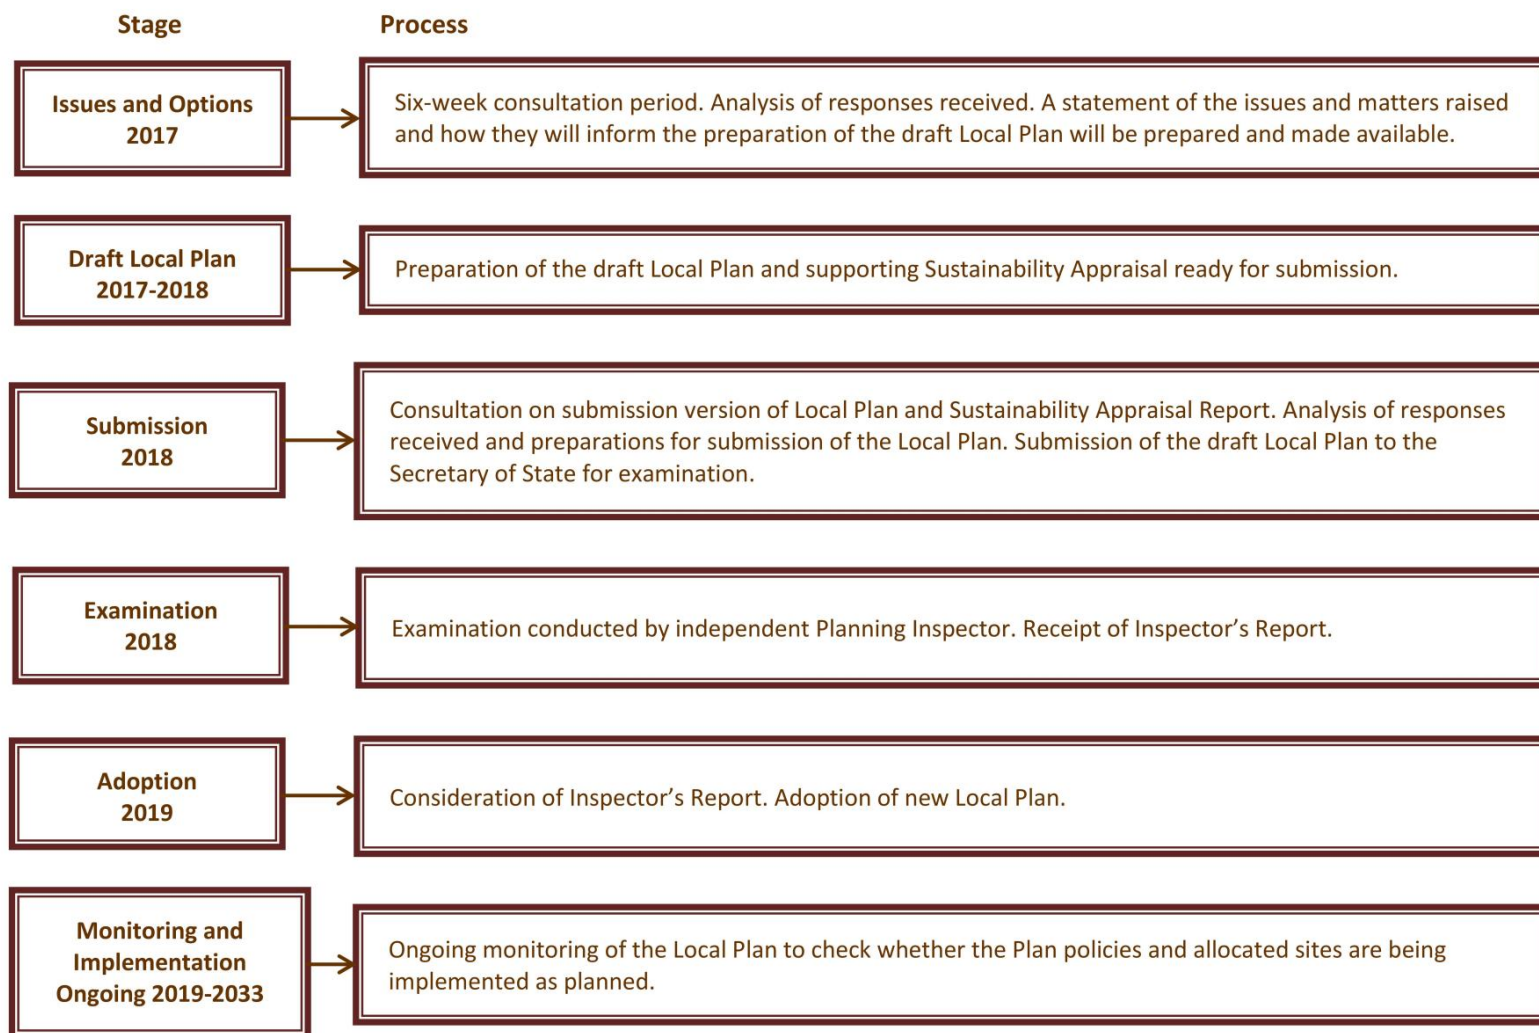 Stage
Process
Issues and Options
2017
Six-week consultation period. Analysis of responses received. A statement of the issues and matters raised
and how they will inform the preparation of the draft Local Plan will be prepared and made available.
Draft Local Plan
2017-2018
Preparation of the draft Local Plan and supporting Sustainability Appraisal ready for submission.
Submission
2018
Consultation on submission version of Local Plan and Sustainability Appraisal Report. Analysis of responses
received and preparations for submission of the Local Plan. Submission of the draft Local Plan to the
Secretary of State for examination.
Examination
2018
Examination conducted by independent Planning Inspector. Receipt of Inspector’s Report.
Adoption
2019
Consideration of Inspector’s Report. Adoption of new Local Plan.
Monitoring and
Implementation
Ongoing 2019-2033
Ongoing monitoring of the Local Plan to check whether the Plan policies and allocated sites are being
implemented as planned.